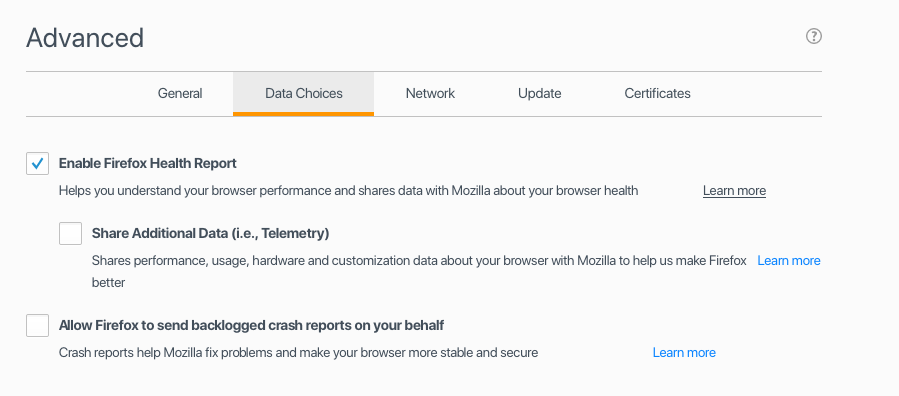 Advanced
?
General Data Choices Network Update Certificates
Enable Firefox Health Report
Helps you understand your browser performance and shares data with Mozilla about your browser health Learn more
Share Additional Data (i.e., Telemetry)
Shares performance, usage, hardware and customization data about your browser with Mozilla to help us make Firefox Learn more
better
Allow Firefox to send backlogged crash reports on your behalf
Crash reports help Mozilla fix problems and make your browser more stable and secure Learn more